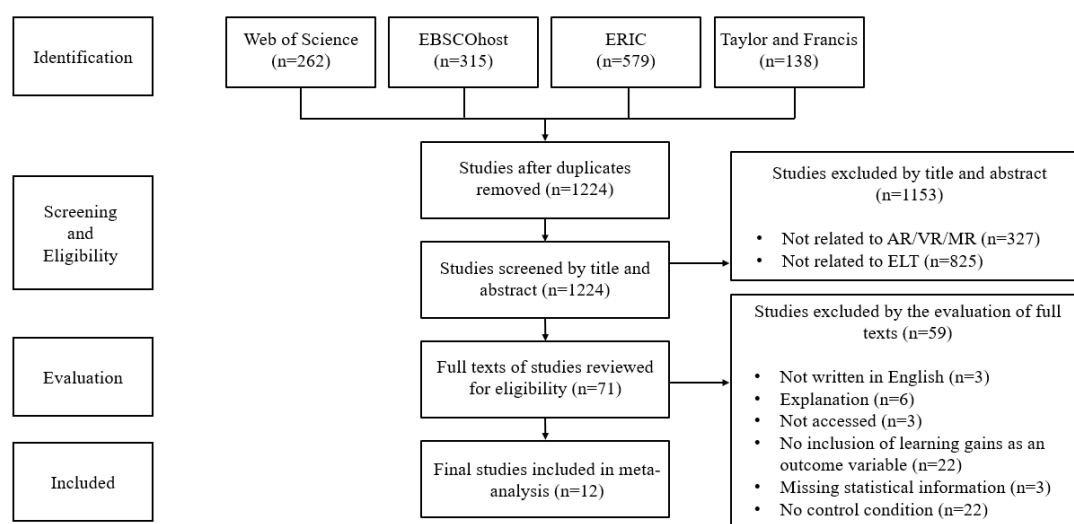 Identification
Web of Science
(n=262)
EBSCOhost
(n=315)
ERIC
(n=579)
Taylor and Francis
(n=138)
Screening
and
Eligibility
Studies after duplicates
removed (n=1224)
Studies screened by title and
abstract (n=1224)
Studies excluded by title and abstract
(n=1153)
• Not related to AR/VR/MR (n=327)
• Not related to ELT (n=825)
Evaluation
Full texts of studies reviewed
for eligibility (n=71)
Studies excluded by the evaluation of full
texts (n=59)
• Not written in English (n=3)
• Explanation (n=6)
• Not accessed (n=3)
• No inclusion of learning gains as an
outcome variable (n=22)
• Missing statistical information (n=3)
• No control condition (n=22)
Included
Final studies included in meta-
analysis (n=12)